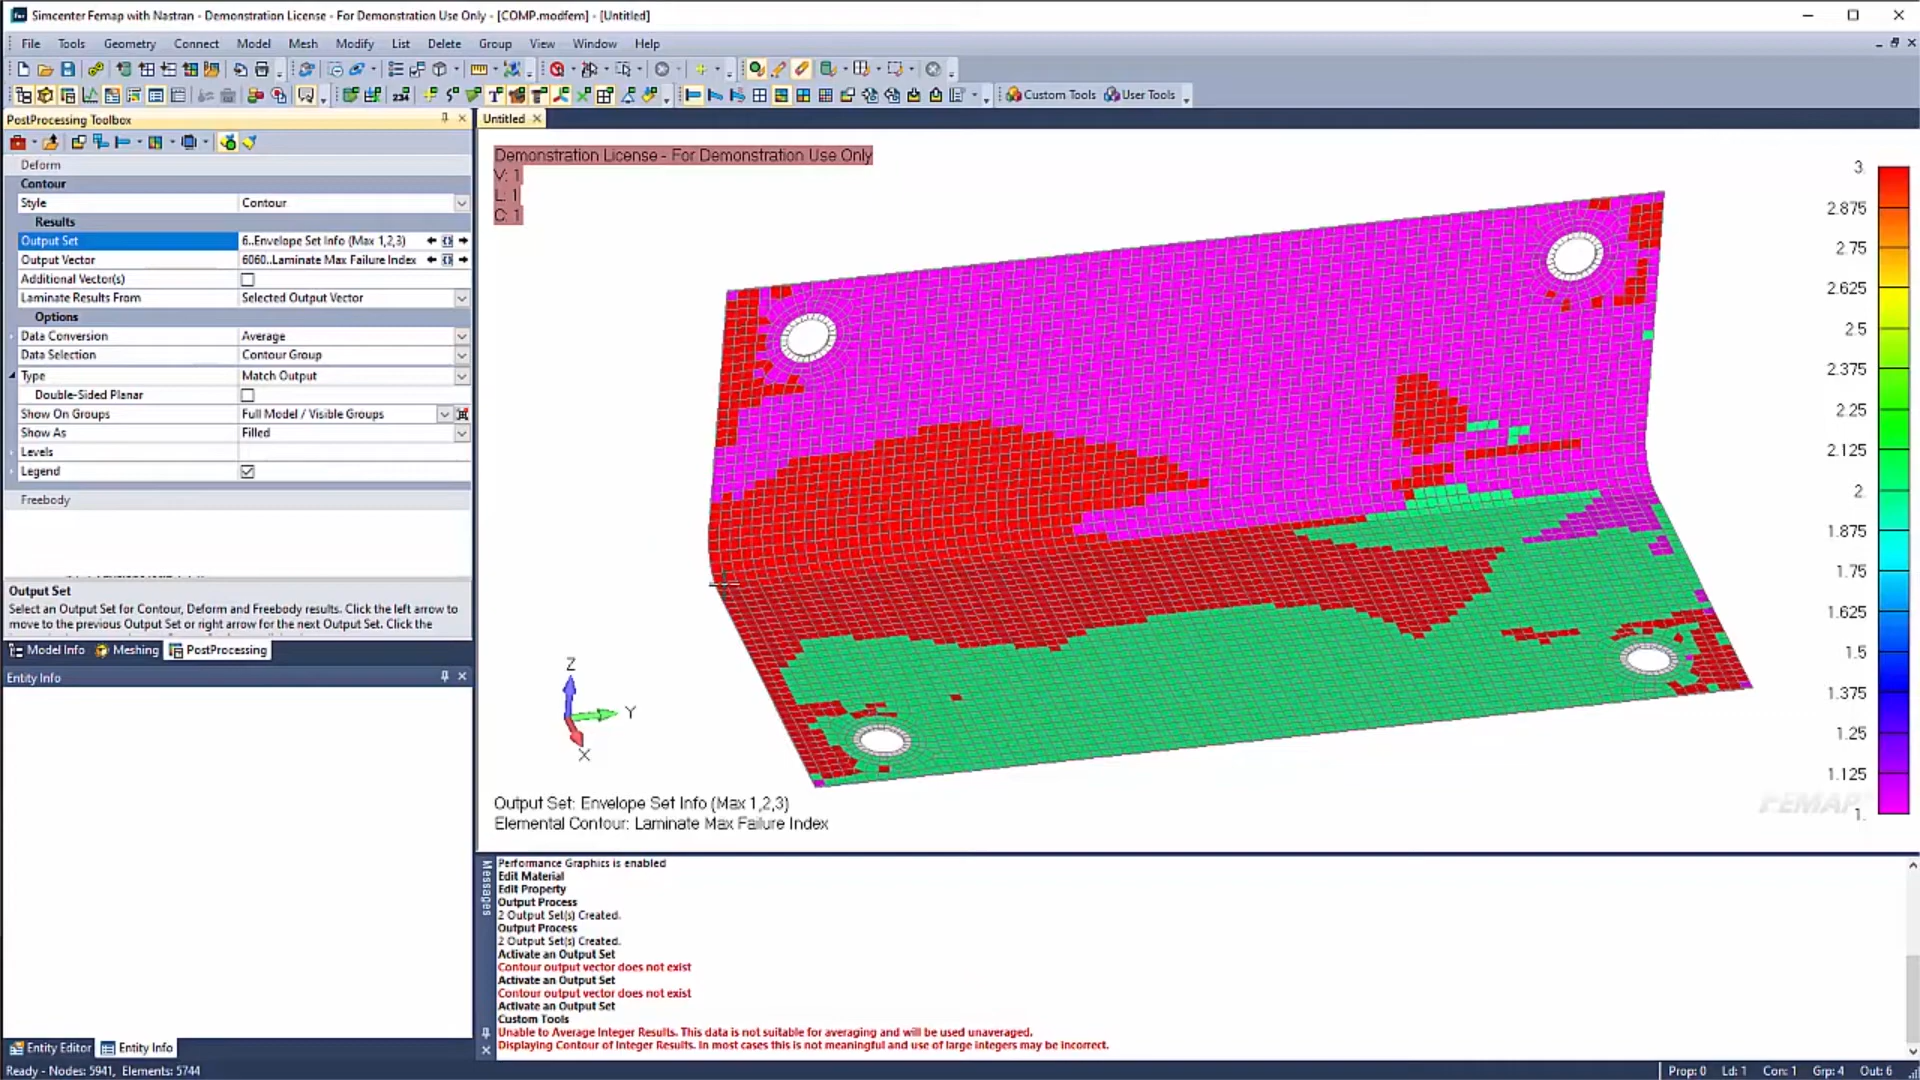 Simcenter Femap with Nastran - Demonstration License - For Demonstration Use Only - [COMP.modfem] - [Untitled]
File Tools Geometry Connect Model Mesh Modify List Delete Group View Window Help
234
Custom Tools User Tools
PostProcessing Toolbox
Deform
Contour
Style Contour
Results
Output Set 6..Envelope Set Info (Max 1,2,3)
Output Vector 6060..Laminate Max Failure Index
Additional Vector(s)
Laminate Results From Selected Output Vector
Options
Data Conversion Average
Data Selection Contour Group
Type Match Output
Double-Sided Planar
Show On Groups Full Model / Visible Groups
Show As Filled
Levels
Legend
Freebody
Output Set
Select an Output Set for Contour, Deform and Freebody results. Click the left arrow to
move to the previous Output Set or right arrow for the next Output Set. Click the
Model Info Meshing PostProcessing
Entity Info
Entity Editor Entity Info
Untitled
Demonstration License - For Demonstration Use Only
V: 1
L: 1
C: 1
3.
2.875
2.75
2.625
2.5
2.375
2.25
2.125
2.
1.875
1.75
1.625
1.5
1.375
1.25
1.125
1.
FEMAP
Z
Y
X
Output Set: Envelope Set Info (Max 1,2,3)
Elemental Contour: Laminate Max Failure Index
Messages
Performance Graphics is enabled
Edit Material
Edit Property
Output Process
2 Output Set(s) Created.
Output Process
2 Output Set(s) Created.
Activate an Output Set
Contour output vector does not exist
Activate an Output Set
Contour output vector does not exist
Activate an Output Set
Custom Tools
Unable to Average Integer Results. This data is not suitable for averaging and will be used unaveraged.
Displaying Contour of Integer Results. In most cases this is not meaningful and use of large integers may be incorrect.
Ready - Nodes: 5941, Elements: 5744
Prop: 0 Ld: 1 Con: 1 Grp: 4 Out: 6